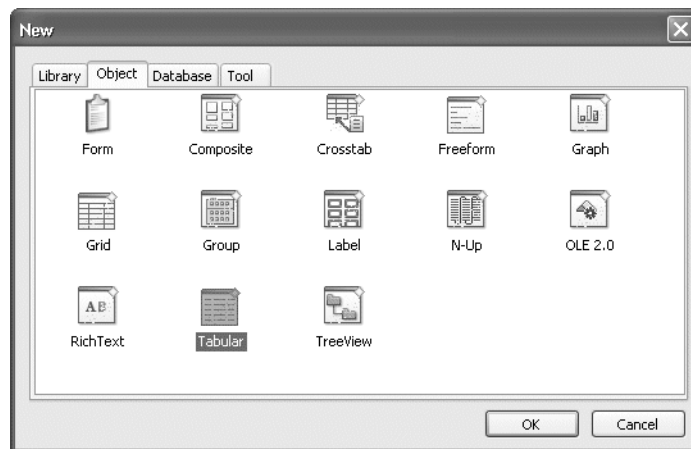 New
Library Object Database Tool
Form Composite Crosstab Freeform Graph
Grid Group Label N-Up OLE 2.0
AB
RichText Tabular TreeView
OK Cancel